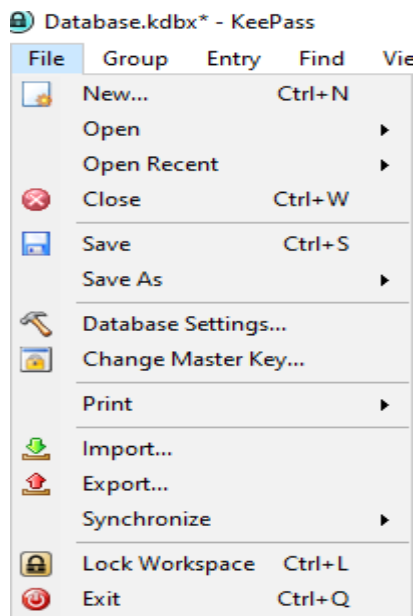 Database.kdbx* - KeePass
File Group Entry Find Vie
New... Ctrl+N
Open
Open Recent
Close Ctrl+W
Save Ctrl+S
Save As
Database Settings...
Change Master Key...
Print
Import...
Export...
Synchronize
Lock Workspace Ctrl+L
Exit Ctrl+Q